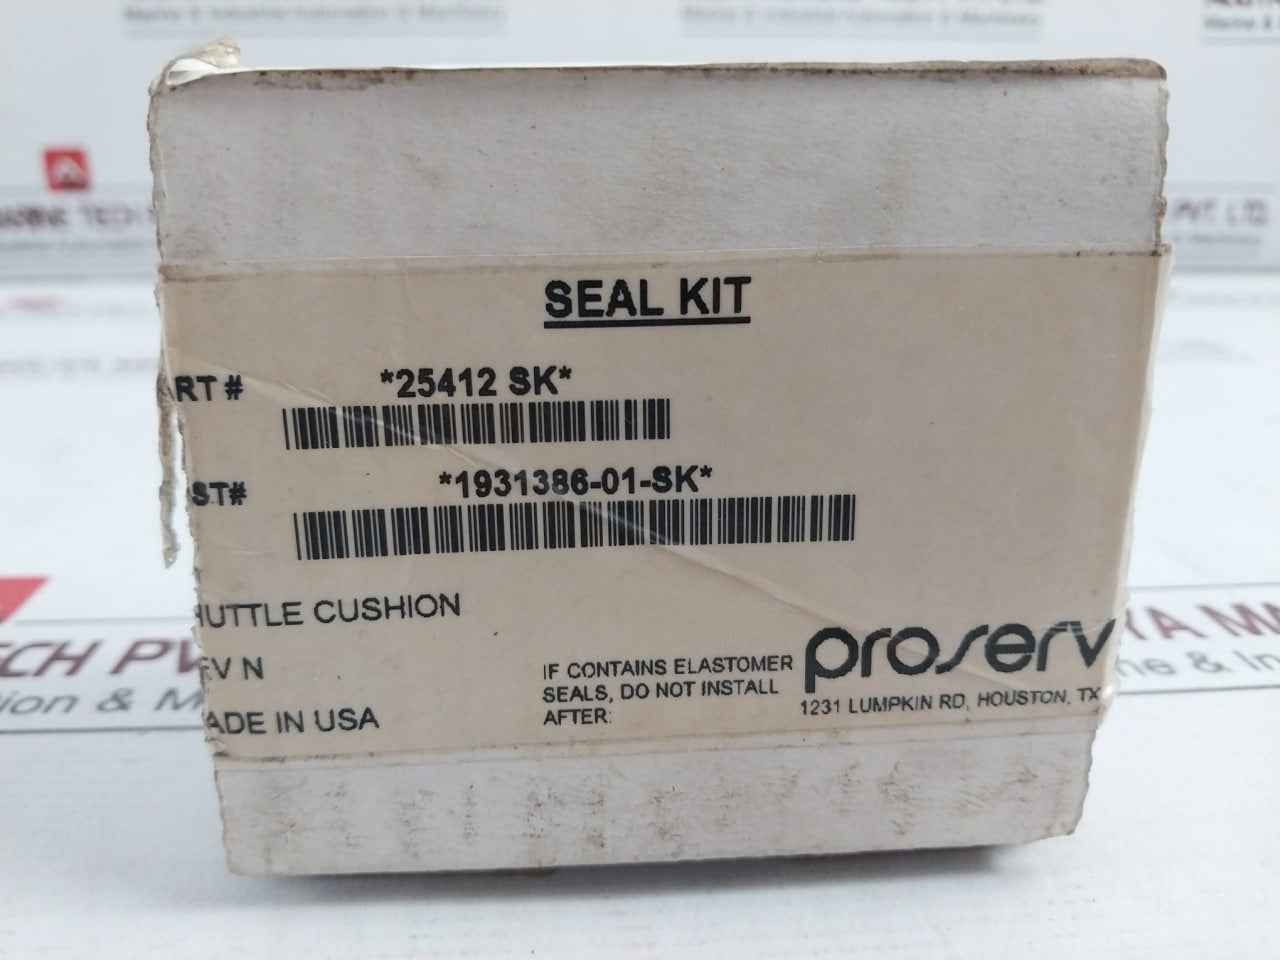 SEAL KIT
ART # *25412 SK*
ST# *1931386-01-SK*
HUTTLE CUSHION
EV N
ADE IN USA
IF CONTAINS ELASTOMER
SEALS, DO NOT INSTALL
AFTER:
proserv
1231 LUMPKIN RD, HOUSTON, TX